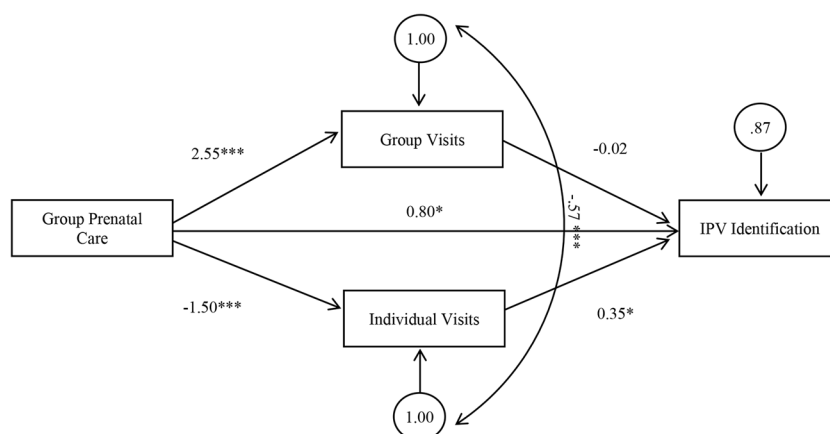 1.00
Group Visits
.87
2.55***
-0.02
Group Prenatal
Care
0.80*
-.57 ***
IPV Identification
-1.50***
Individual Visits
0.35*
1.00